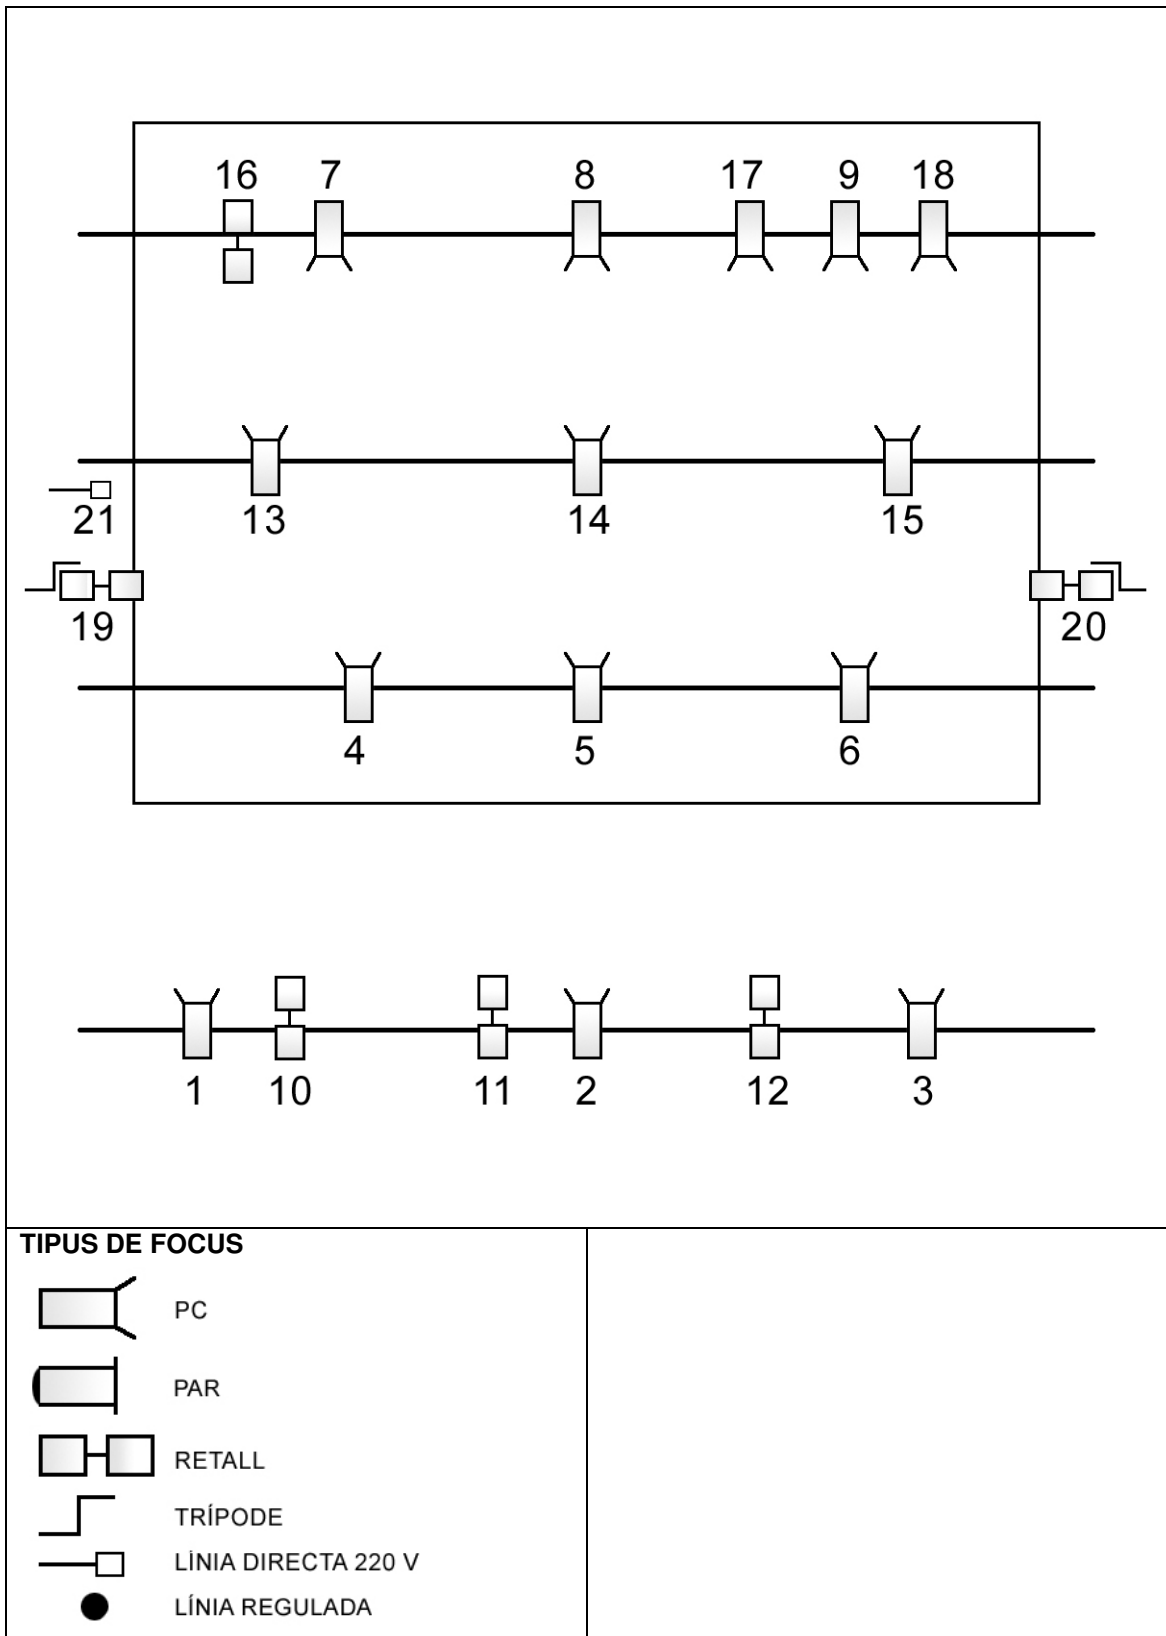 16 7 8 17 9 18
21 13 14 15
19 20
4 5 6
1 10 11 2 12 3
TIPUS DE FOCUS
PC
PAR
RETALL
TRÍPODE
LÍNIA DIRECTA 220 V
LÍNIA REGULADA